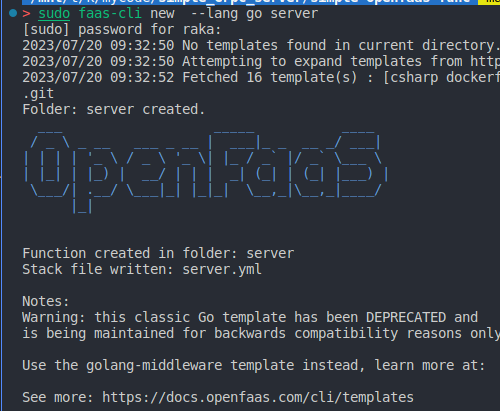 > sudo faas-cli new  --lang go server
[sudo] password for raka:
2023/07/20 09:32:50 No templates found in current directory.
2023/07/20 09:32:50 Attempting to expand templates from http
2023/07/20 09:32:52 Fetched 16 template(s) : [csharp dockerf
.git
Folder: server created.
OpenFaaS
Function created in folder: server
Stack file written: server.yml
Notes:
Warning: this classic Go template has been DEPRECATED and
is being maintained for backwards compatibility reasons only
Use the golang-middleware template instead, learn more at:
See more: https://docs.openfaas.com/cli/templates